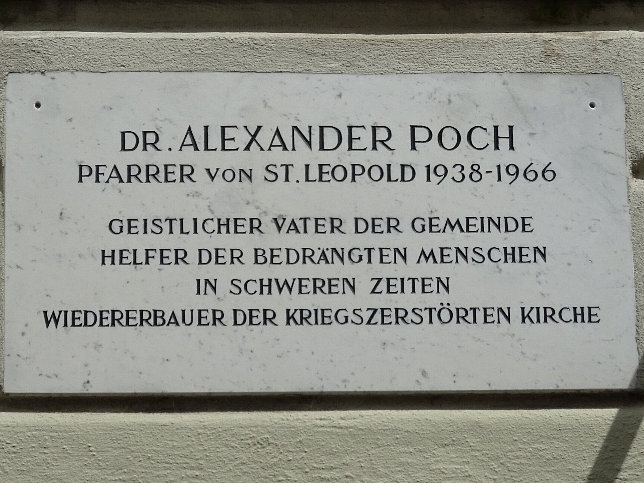 DR. ALEXANDER POCH
PFARRER VON ST. LEOPOLD 1938-1966
GEISTLICHER VATER DER GEMEINDE
HELFER DER BEDRÄNGTEN MENSCHEN
IN SCHWEREN ZEITEN
WIEDERERBAUER DER KRIEGSZERSTÖRTEN KIRCHE